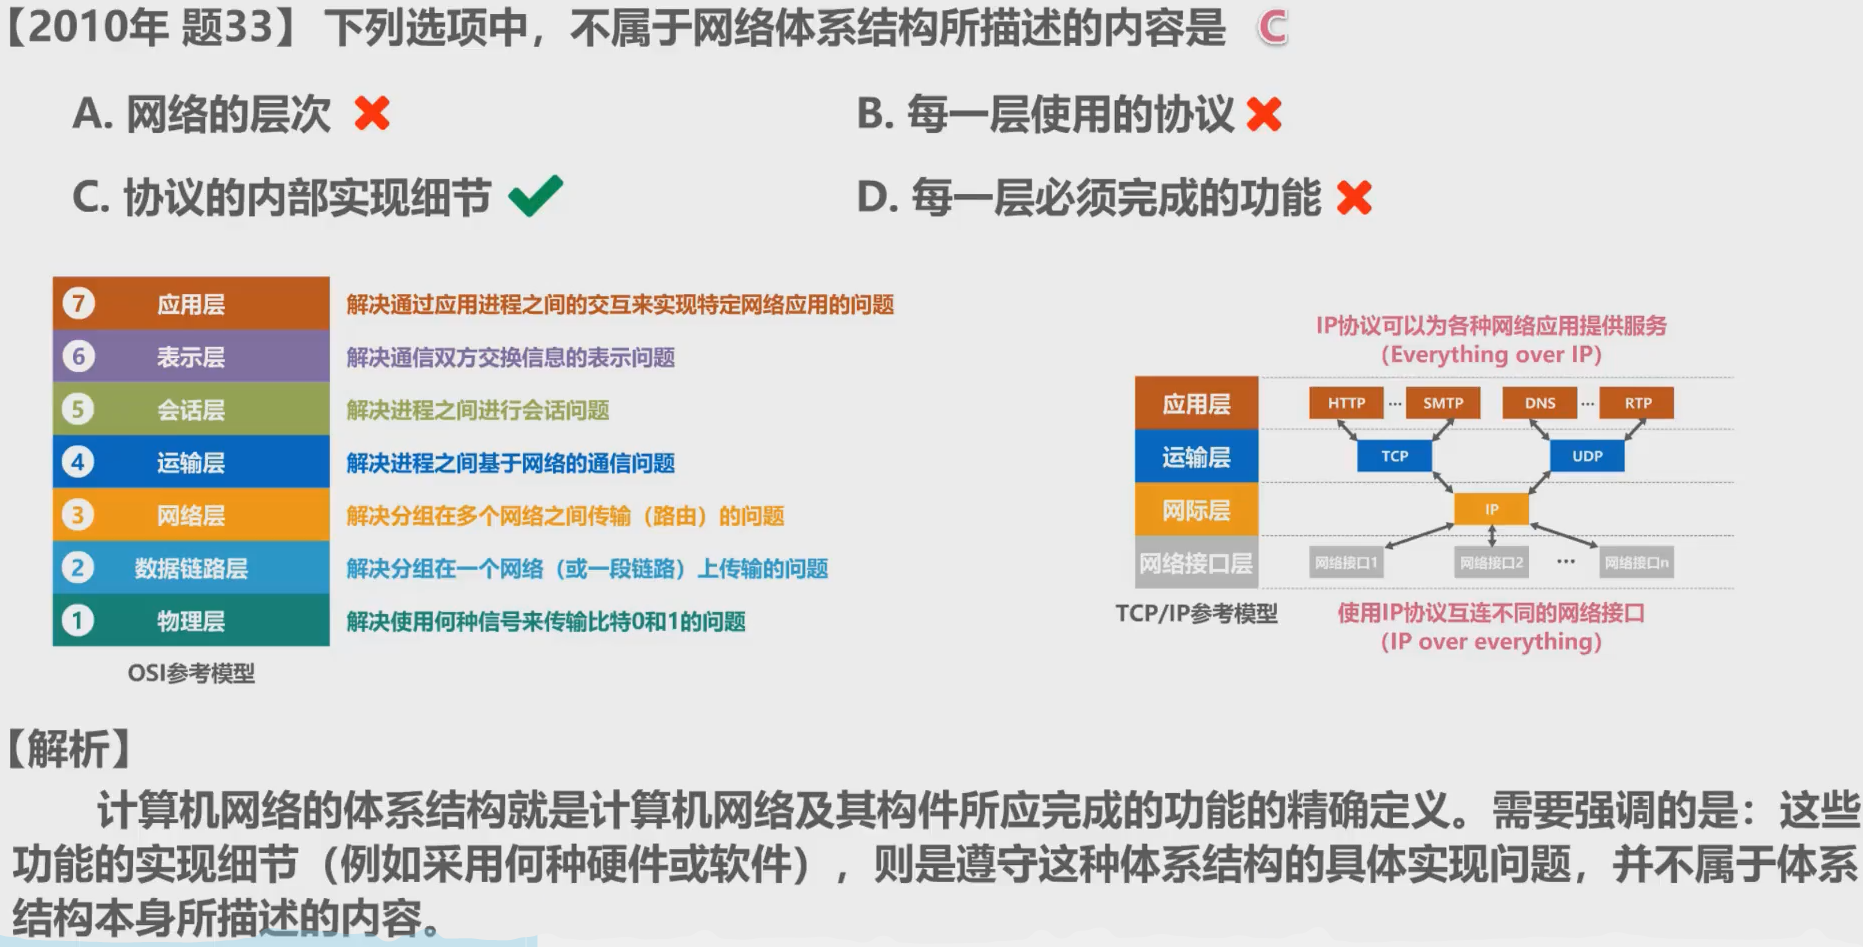 【2010年 题33】下列选项中，不属于网络体系结构所描述的内容是 C
A. 网络的层次
B. 每一层使用的协议
C. 协议的内部实现细节
D. 每一层必须完成的功能
7 应用层 解决通过应用进程之间的交互来实现特定网络应用的问题
6 表示层 解决通信双方交换信息的表示问题
5 会话层 解决进程之间进行会话问题
4 运输层 解决进程之间基于网络的通信问题
3 网络层 解决分组在多个网络之间传输（路由）的问题
2 数据链路层 解决分组在一个网络（或一段链路）上传输的问题
1 物理层 解决使用何种信号来传输比特0和1的问题
OSI参考模型
IP协议可以为各种网络应用提供服务
(Everything over IP)
应用层 HTTP ··· SMTP DNS ··· RTP
运输层 TCP UDP
网际层 IP
网络接口层 网络接口1 网络接口2 ··· 网络接口n
TCP/IP参考模型
使用IP协议互连不同的网络接口
(IP over everything)
【解析】
计算机网络的体系结构就是计算机网络及其构件所应完成的功能的精确定义。需要强调的是：这些
功能的实现细节（例如采用何种硬件或软件），则是遵守这种体系结构的具体实现问题，并不属于体系
结构本身所描述的内容。